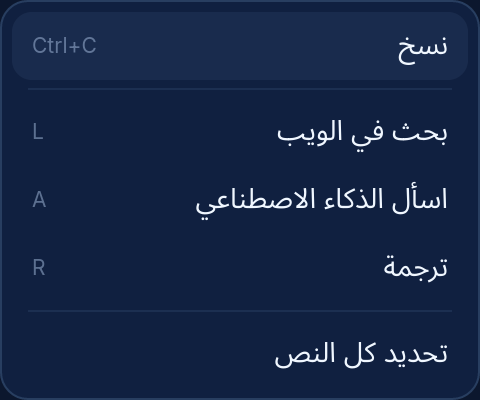 نسخ Ctrl+C
بحث في الويب L
اسأل الذكاء الاصطناعي A
ترجمة R
تحديد كل النص